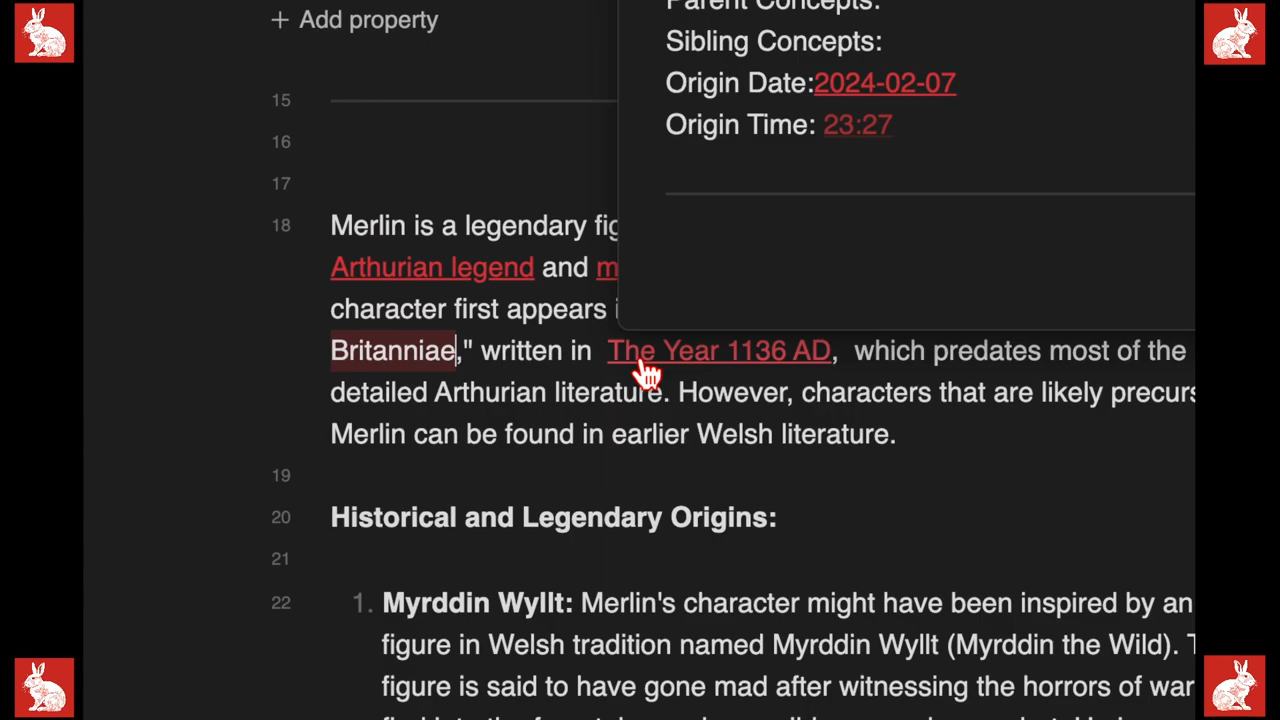 + Add property
Parent Concepts:
Sibling Concepts:
Origin Date:2024-02-07
Origin Time: 23:27
15
16
17
18 Merlin is a legendary
Arthurian legend and
character first appears
Britanniae," written in The Year 1136 AD, which predates most of the
detailed Arthurian literature. However, characters that are likely
Merlin can be found in earlier Welsh literature.
19
20 Historical and Legendary Origins:
21
22 1. Myrddin Wyllt: Merlin's character might have been inspired by an
figure in Welsh tradition named Myrddin Wyllt (Myrddin the Wild).
figure is said to have gone mad after witnessing the horrors of war